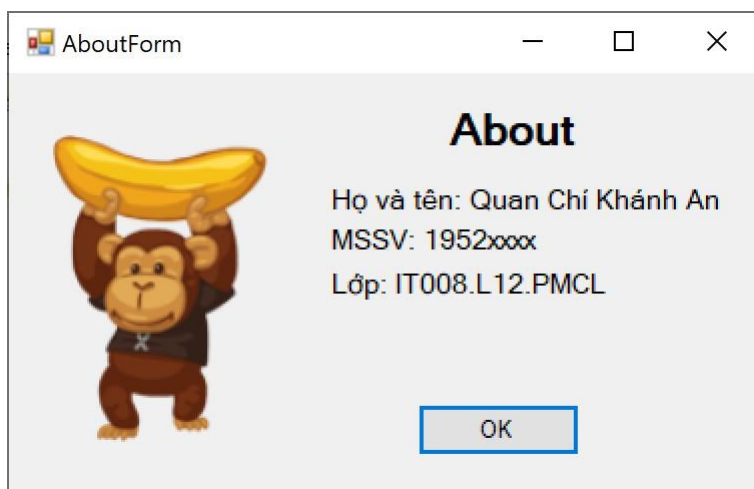 AboutForm
About
Họ và tên: Quan Chí Khánh An
MSSV: 1952xxxx
Lớp: IT008.L12.PMCL
OK